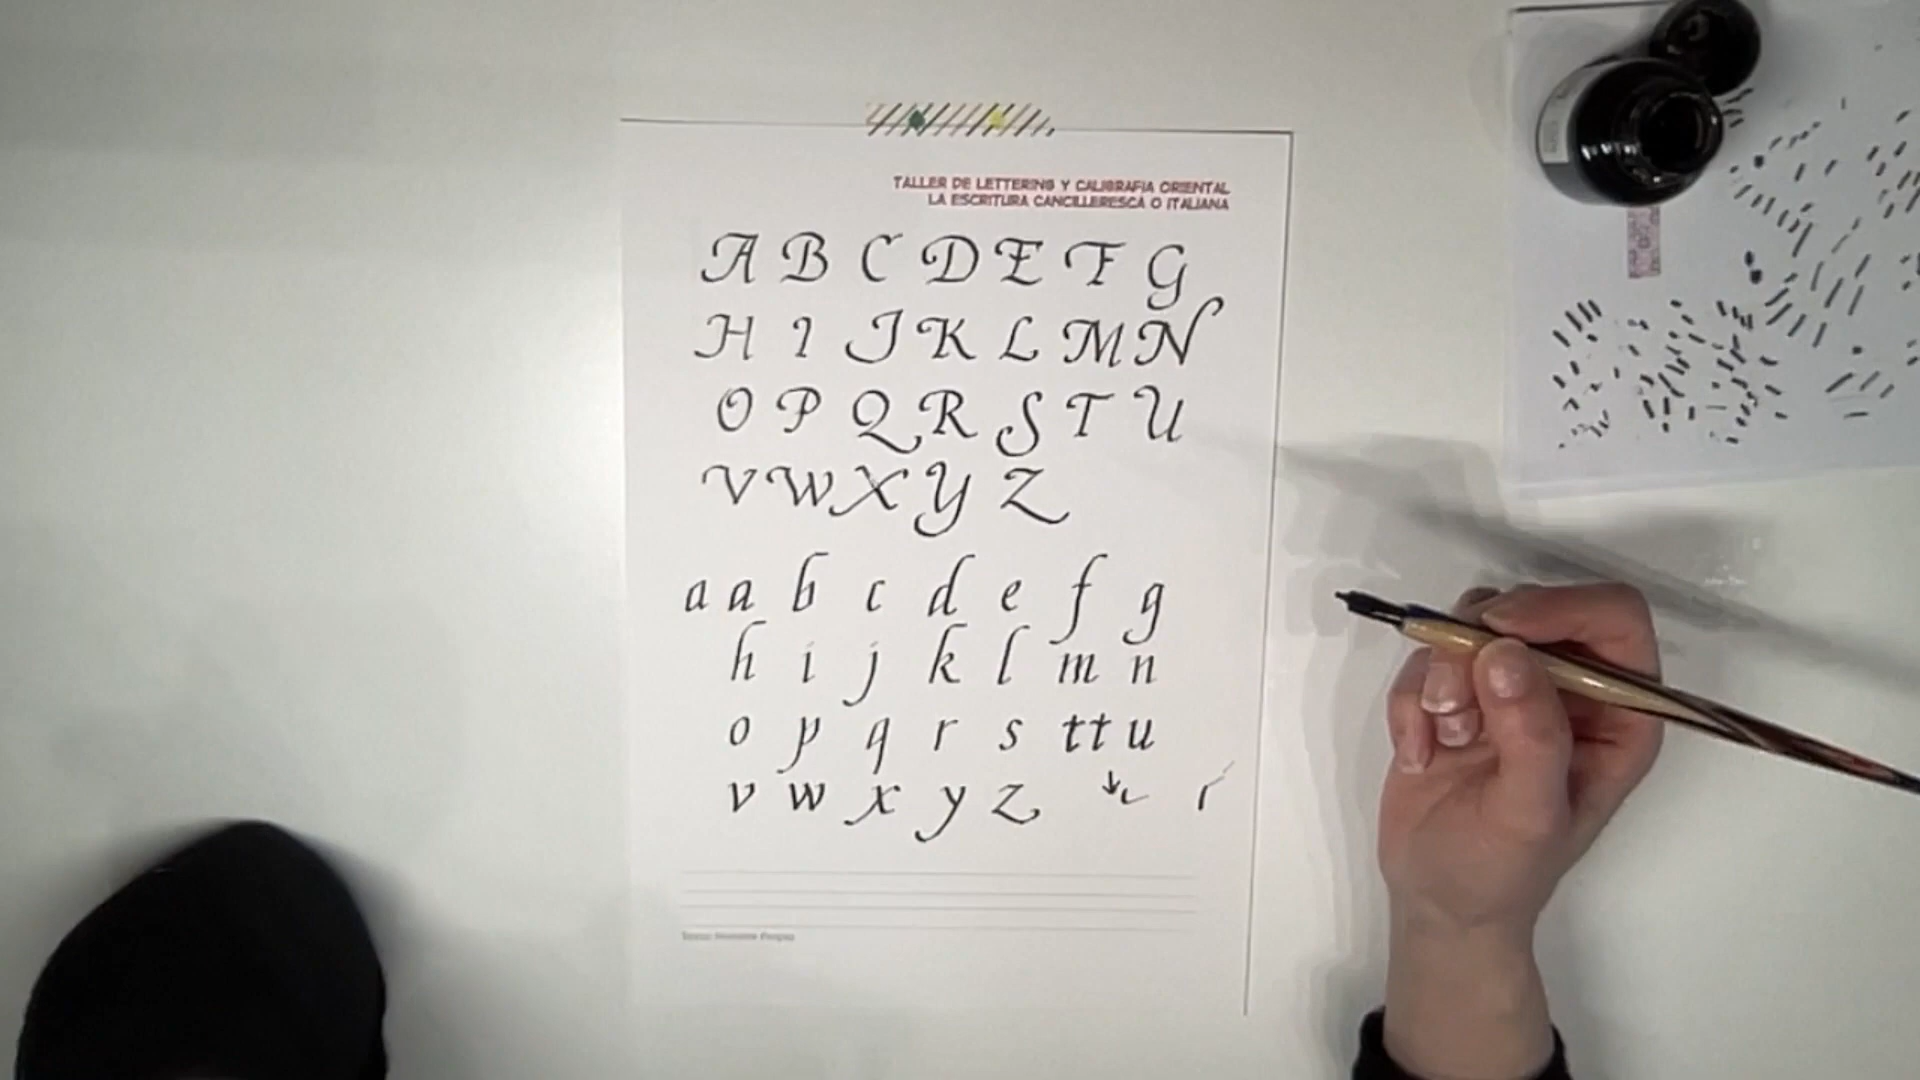 TALLER DE LETTERING Y CALIGRAFIA ORIENTAL
LA ESCRITURA CANCILLERESCA O ITALIANA
A B C D E F G
H I J K L M N
O P Q R S T U
V W X Y Z
a a b c d e f g
h i j k l m n
o p q r s t t u
v w x y z